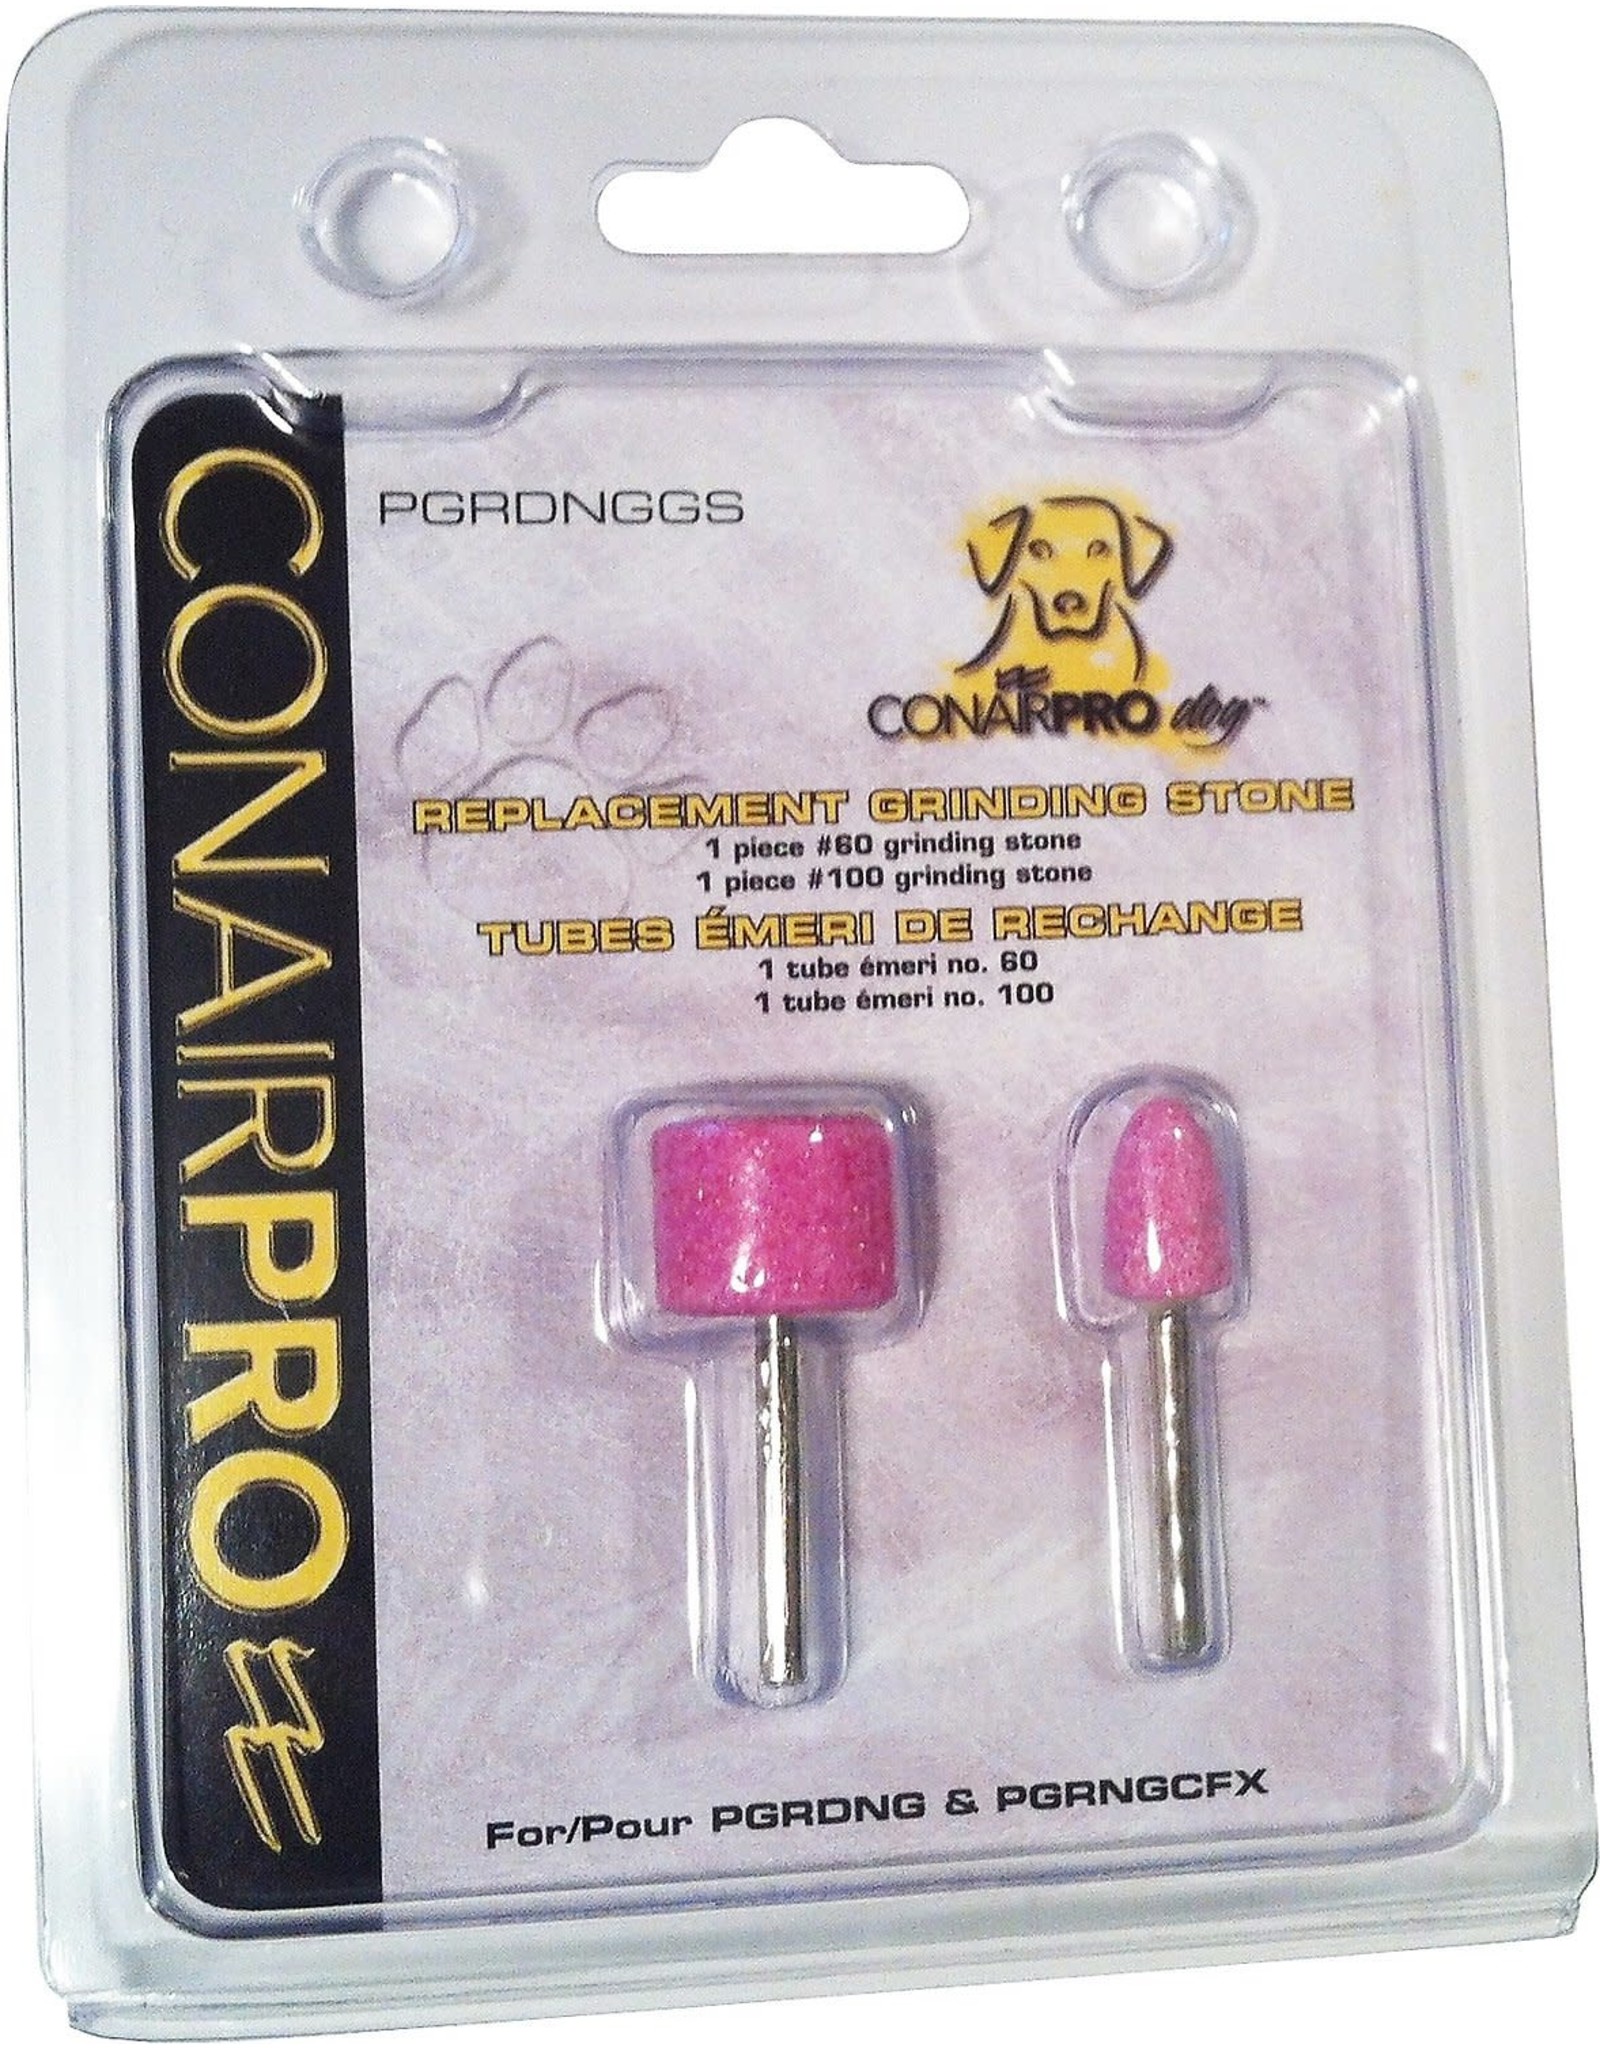 CONAIRPRO
PGRDNGGS
CONAIRPRO dog™
REPLACEMENT GRINDING STONE
1 piece #60 grinding stone
1 piece #100 grinding stone
TUBES ÉMERI DE RECHANGE
1 tube émeri no. 60
1 tube émeri no. 100
For/Pour PGRDNG & PGRNGCFX